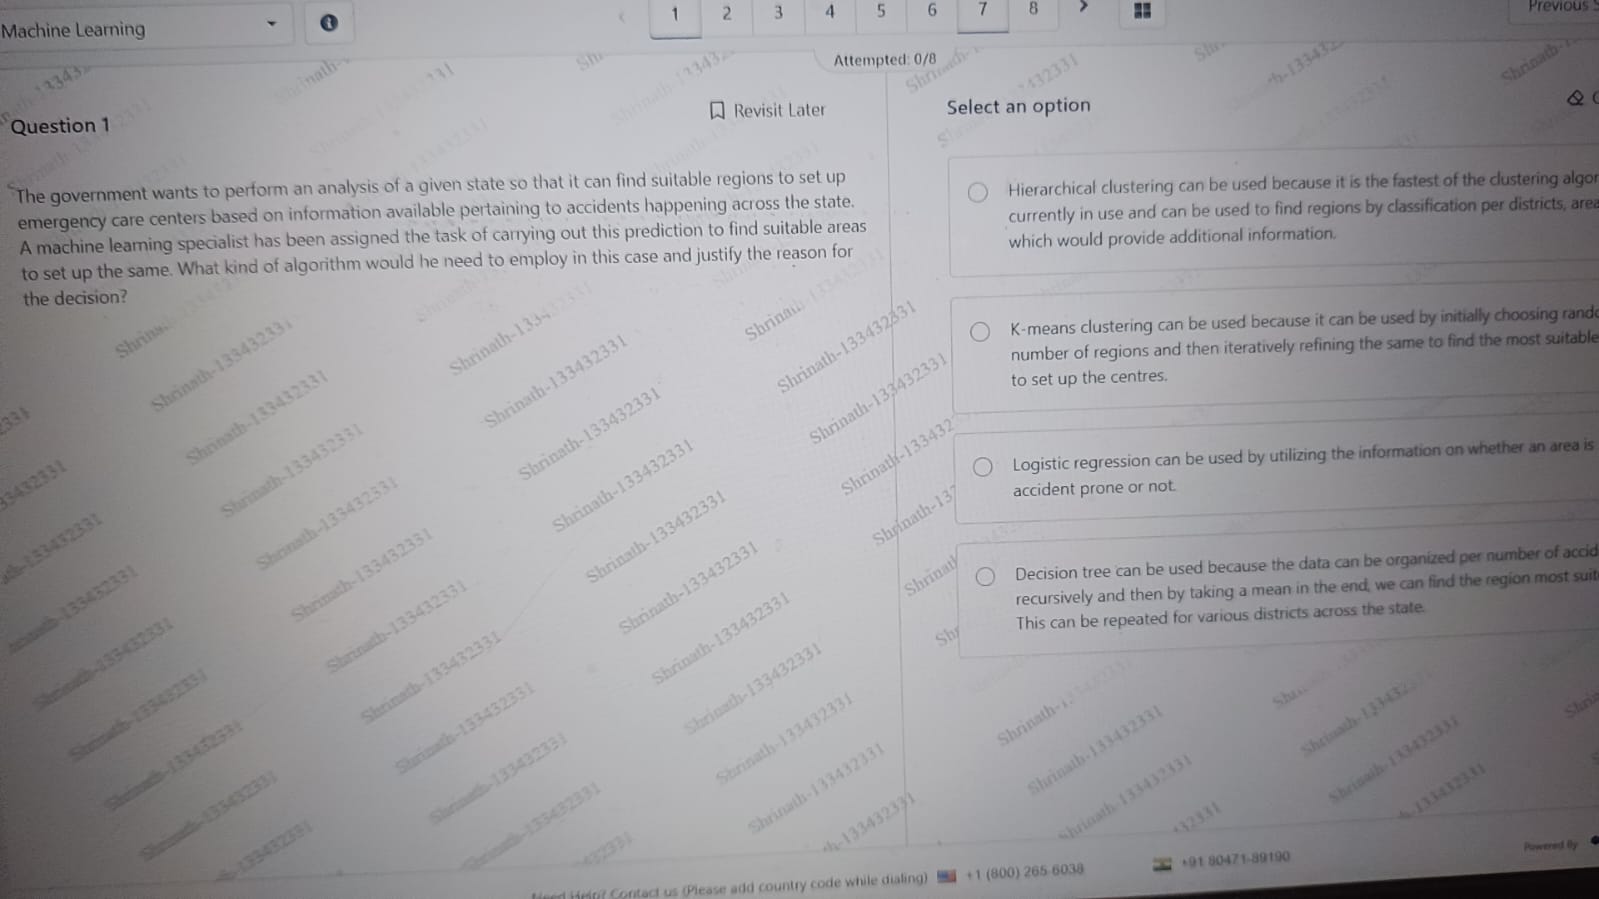 Machine Learning
1 2 3 4 5 6 7 8
Previous
Attempted: 0/8
Question 1
Revisit Later
The government wants to perform an analysis of a given state so that it can find suitable regions to set up
emergency care centers based on information available pertaining to accidents happening across the state.
A machine learning specialist has been assigned the task of carrying out this prediction to find suitable areas
to set up the same. What kind of algorithm would he need to employ in this case and justify the reason for
the decision?
Select an option
Hierarchical clustering can be used because it is the fastest of the clustering
currently in use and can be used to find regions by classification per districts,
which would provide additional information.
K-means clustering can be used because it can be used by initially choosing
number of regions and then iteratively refining the same to find the most suitable
to set up the centres.
Logistic regression can be used by utilizing the information on whether an area is
accident prone or not.
Decision tree can be used because the data can be organized per number of
recursively and then by taking a mean in the end, we can find the region most
This can be repeated for various districts across the state.
Shrinath-133432331
Need Help? Contact us (Please add country code while dialing) +1 (800) 265-6038 +91 80471-89190
Powered By